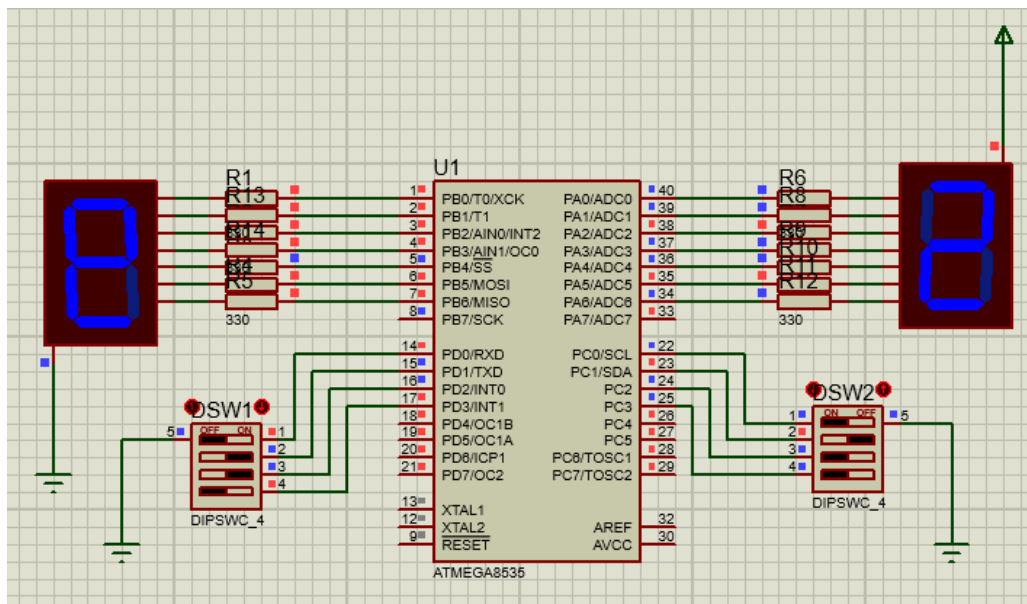 U1
R1
R13
R14
R4
R5
330
R6
R8
R9
R10
R11
R12
330
1 PB0/T0/XCK PA0/ADC0 40
2 PB1/T1 PA1/ADC1 39
3 PB2/AIN0/INT2 PA2/ADC2 38
4 PB3/AIN1/OC0 PA3/ADC3 37
5 PB4/SS PA4/ADC4 36
6 PB5/MOSI PA5/ADC5 35
7 PB6/MISO PA6/ADC6 34
8 PB7/SCK PA7/ADC7 33
14 PD0/RXD PC0/SCL 22
15 PD1/TXD PC1/SDA 23
16 PD2/INT0 PC2 24
17 PD3/INT1 PC3 25
18 PD4/OC1B PC4 26
19 PD5/OC1A PC5 27
20 PD6/ICP1 PC6/TOSC1 28
21 PD7/OC2 PC7/TOSC2 29
13 XTAL1
12 XTAL2 AREF 32
9 RESET AVCC 30
ATMEGA8535
DSW1
OFF ON
5 1
2
3
4
DIPSWC_4
DSW2
ON OFF
1 5
2
3
4
DIPSWC_4